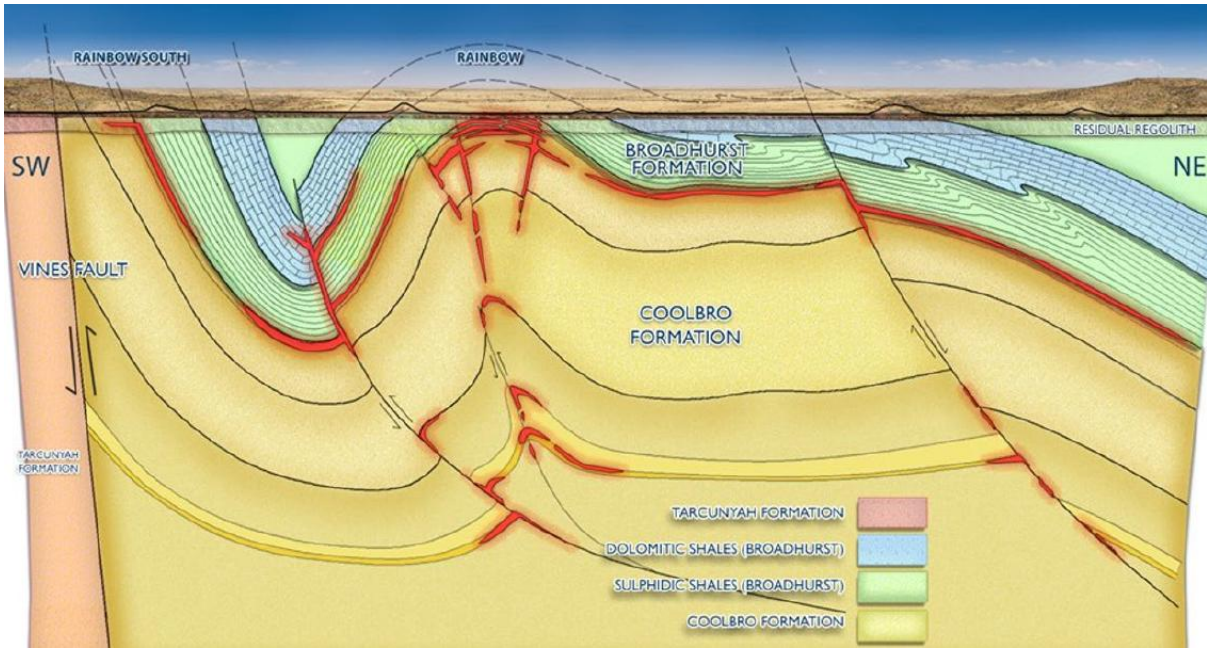 RAINBOW SOUTH
RAINBOW
RESIDUAL REGOLITH
SW
BROADHURST
FORMATION
NE
VINES FAULT
COOLBRO
FORMATION
TARCUNYAH
FORMATION
TARCUNYAH FORMATION
DOLOMITIC SHALES (BROADHURST)
SULPHIDIC SHALES (BROADHURST)
COOLBRO FORMATION